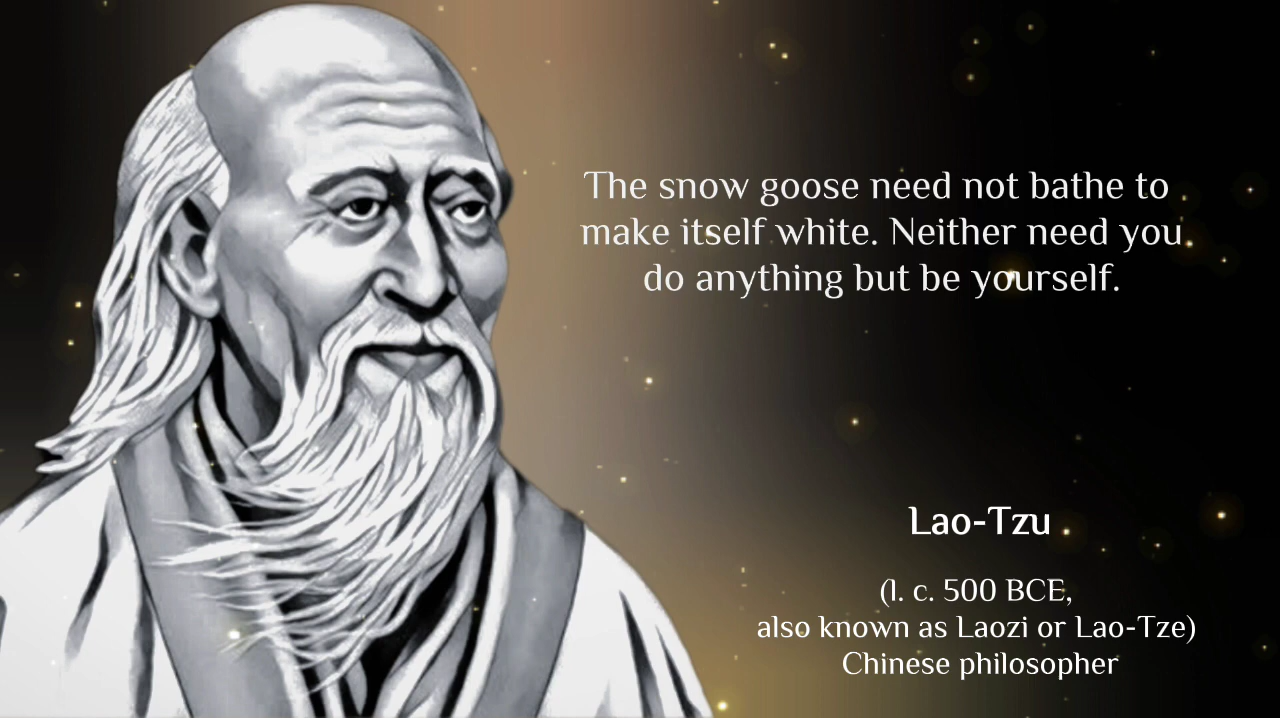 The snow goose need not bathe to
make itself white. Neither need you
do anything but be yourself.
Lao-Tzu
(l. c. 500 BCE,
also known as Laozi or Lao-Tze)
Chinese philosopher